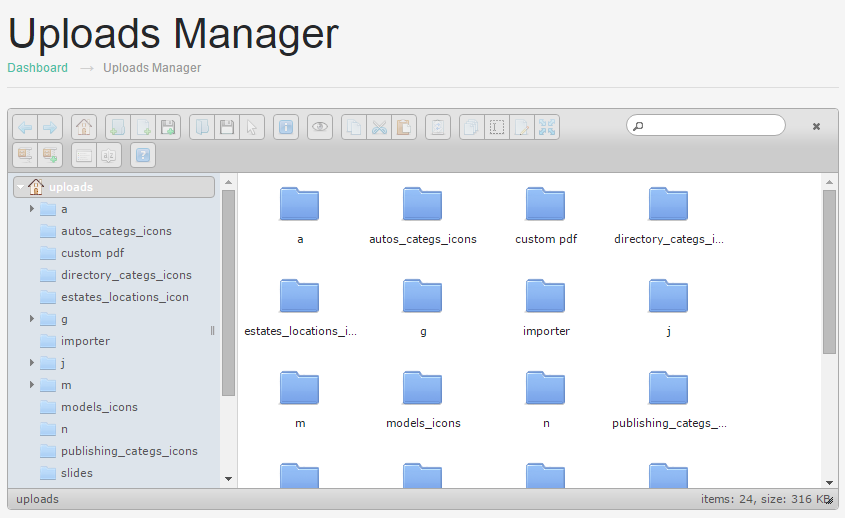 Uploads Manager
Dashboard → Uploads Manager
uploads
a
autos_categs_icons
custom pdf
directory_categs_icons
estates_locations_icon
g
importer
j
m
models_icons
n
publishing_categs_icons
slides
a autos_categs_icons custom pdf directory_categs_i...
estates_locations_i... g importer j
m models_icons n publishing_categs_...
uploads items: 24, size: 316 KB